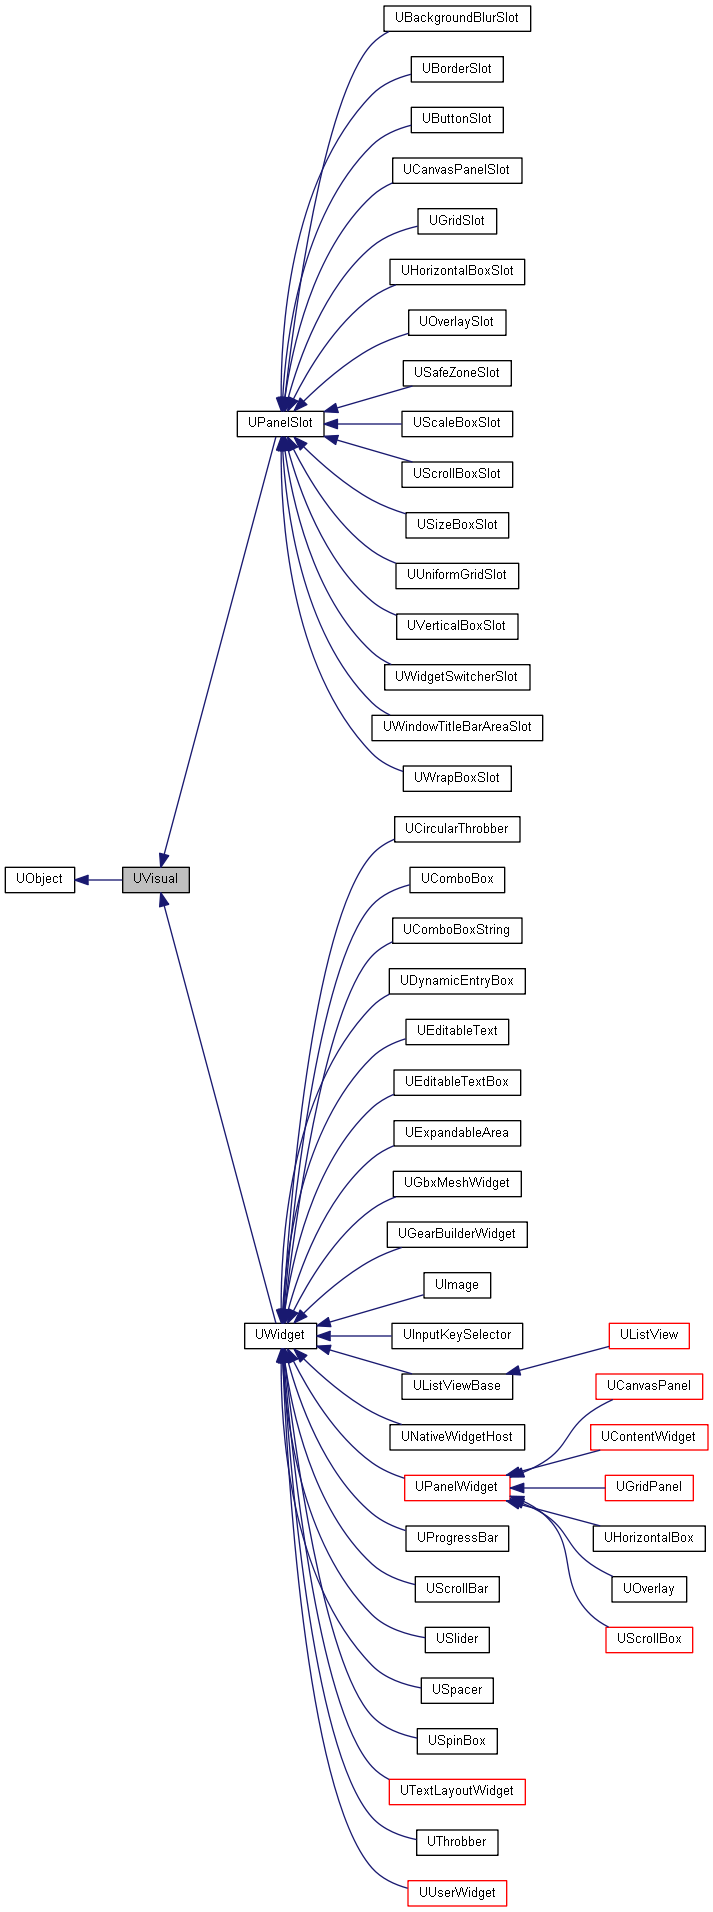 UBackgroundBlurSlot
UBorderSlot
UButtonSlot
UCanvasPanelSlot
UGridSlot
UHorizontalBoxSlot
UOverlaySlot
USafeZoneSlot
UPanelSlot
UScaleBoxSlot
UScrollBoxSlot
USizeBoxSlot
UUniformGridSlot
UVerticalBoxSlot
UWidgetSwitcherSlot
UWindowTitleBarAreaSlot
UWrapBoxSlot
UCircularThrobber
UObject
UVisual
UComboBox
UComboBoxString
UDynamicEntryBox
UEditableText
UEditableTextBox
UExpandableArea
UGbxMeshWidget
UGearBuilderWidget
UImage
UWidget
UInputKeySelector
UListView
UListViewBase
UCanvasPanel
UNativeWidgetHost
UContentWidget
UPanelWidget
UGridPanel
UProgressBar
UHorizontalBox
UScrollBar
UOverlay
USlider
UScrollBox
USpacer
USpinBox
UTextLayoutWidget
UThrobber
UUserWidget